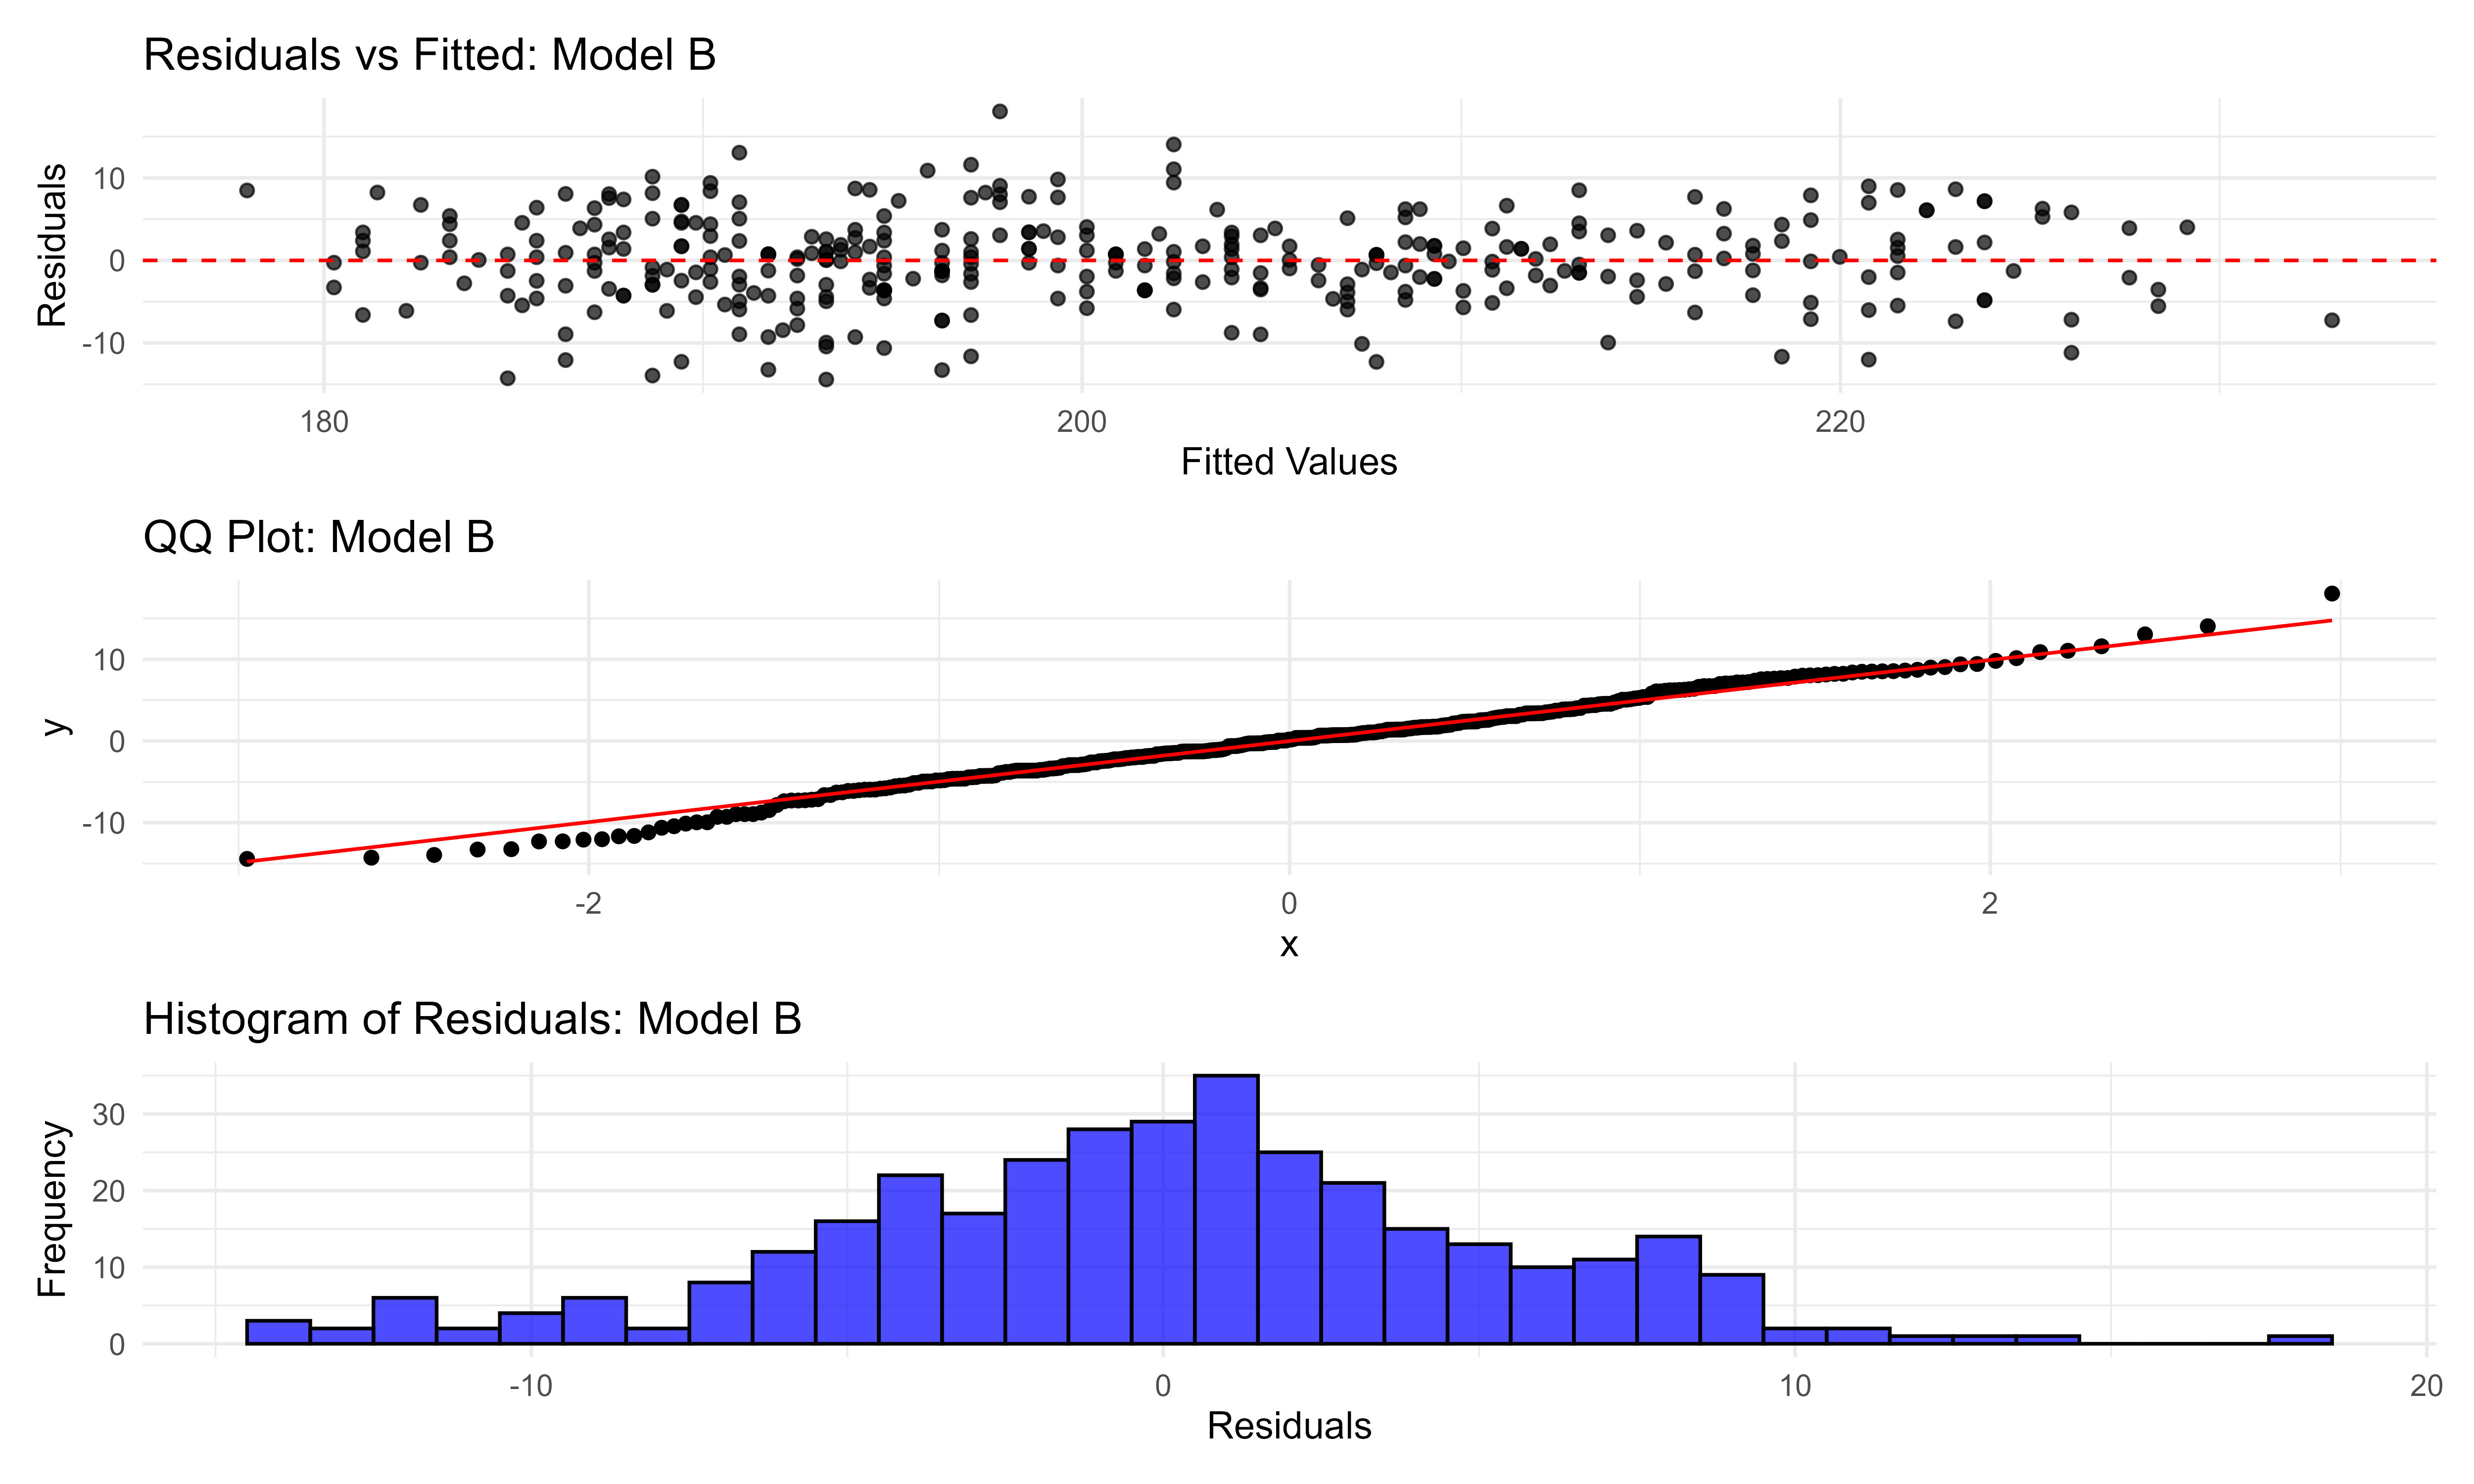 Residuals vs Fitted: Model B
Residuals
10
0
-10
180 200 220
Fitted Values
QQ Plot: Model B
y
10
0
-10
-2 0 2
x
Histogram of Residuals: Model B
Frequency
30
20
10
0
-10 0 10 20
Residuals